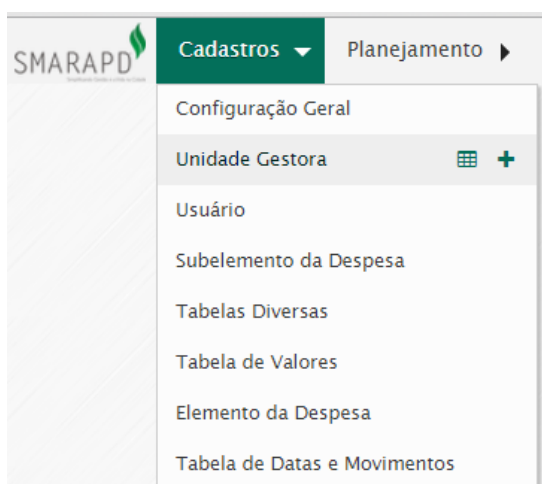 SMARAPD
Cadastros
Planejamento
Configuração Geral
Unidade Gestora
Usuário
Subelemento da Despesa
Tabelas Diversas
Tabela de Valores
Elemento da Despesa
Tabela de Datas e Movimentos